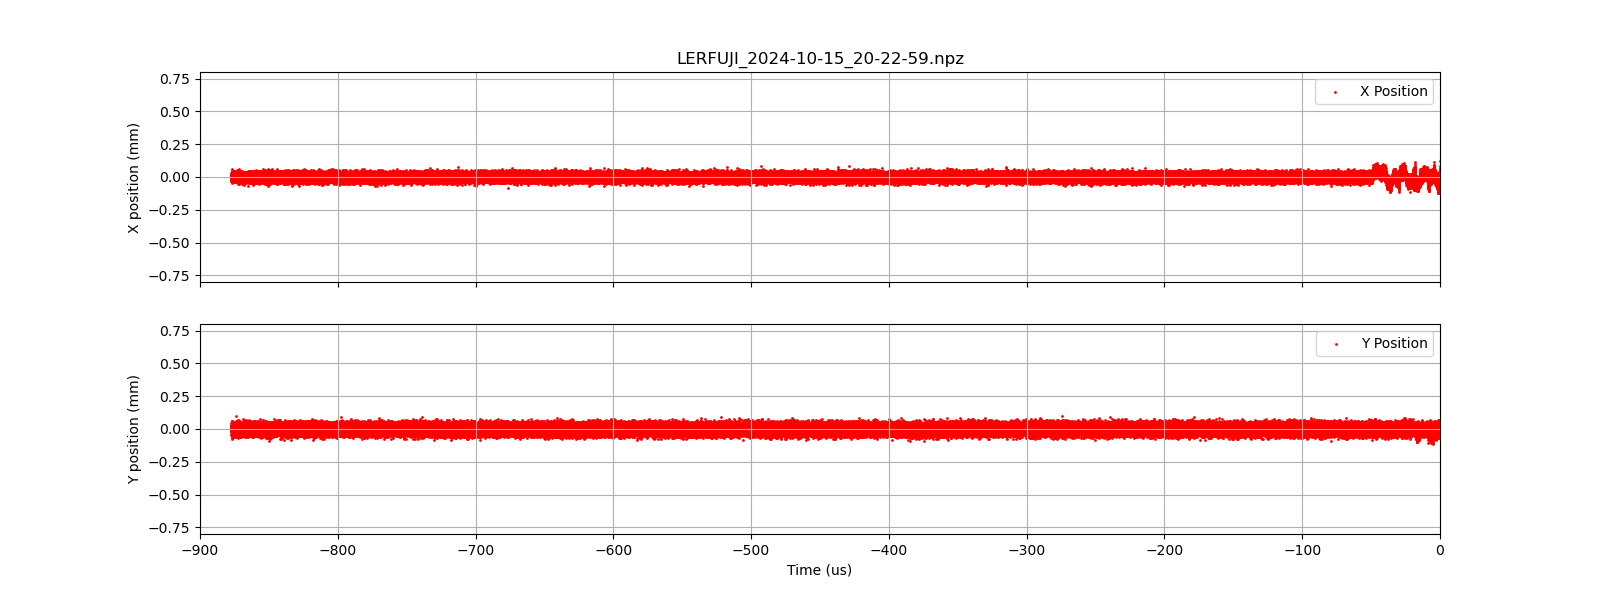 LERFUJI_2024-10-15_20-22-59.npz
X position (mm)
0.75
0.50
0.25
0.00
−0.25
−0.50
−0.75
X Position
Y position (mm)
0.75
0.50
0.25
0.00
−0.25
−0.50
−0.75
Y Position
−900 −800 −700 −600 −500 −400 −300 −200 −100 0
Time (us)